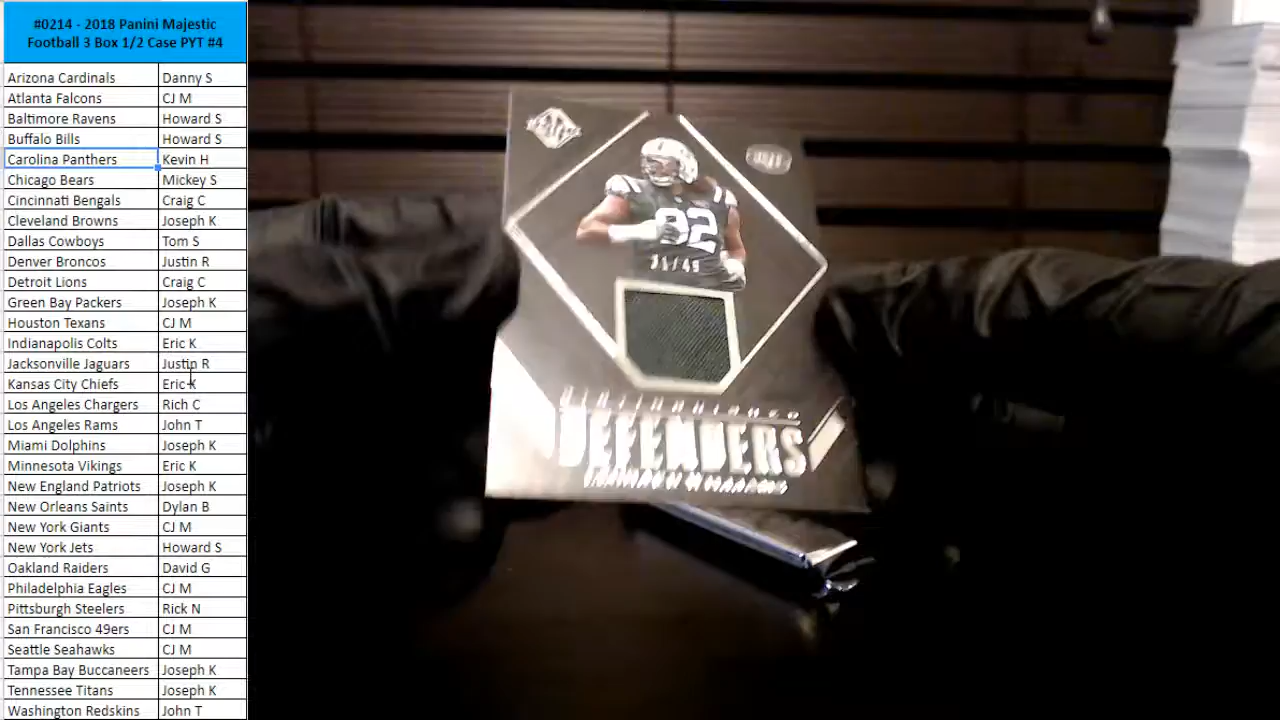 #0214 - 2018 Panini Majestic
Football 3 Box 1/2 Case PYT #4
Arizona Cardinals Danny S
Atlanta Falcons CJ M
Baltimore Ravens Howard S
Buffalo Bills Howard S
Carolina Panthers Kevin H
Chicago Bears Mickey S
Cincinnati Bengals Craig C
Cleveland Browns Joseph K
Dallas Cowboys Tom S
Denver Broncos Justin R
Detroit Lions Craig C
Green Bay Packers Joseph K
Houston Texans CJ M
Indianapolis Colts Eric K
Jacksonville Jaguars Justin R
Kansas City Chiefs Eric K
Los Angeles Chargers Rich C
Los Angeles Rams John T
Miami Dolphins Joseph K
Minnesota Vikings Eric K
New England Patriots Joseph K
New Orleans Saints Dylan B
New York Giants CJ M
New York Jets Howard S
Oakland Raiders David G
Philadelphia Eagles CJ M
Pittsburgh Steelers Rick N
San Francisco 49ers CJ M
Seattle Seahawks CJ M
Tampa Bay Buccaneers Joseph K
Tennessee Titans Joseph K
Washington Redskins John T
92
31/49
DEFENDERS